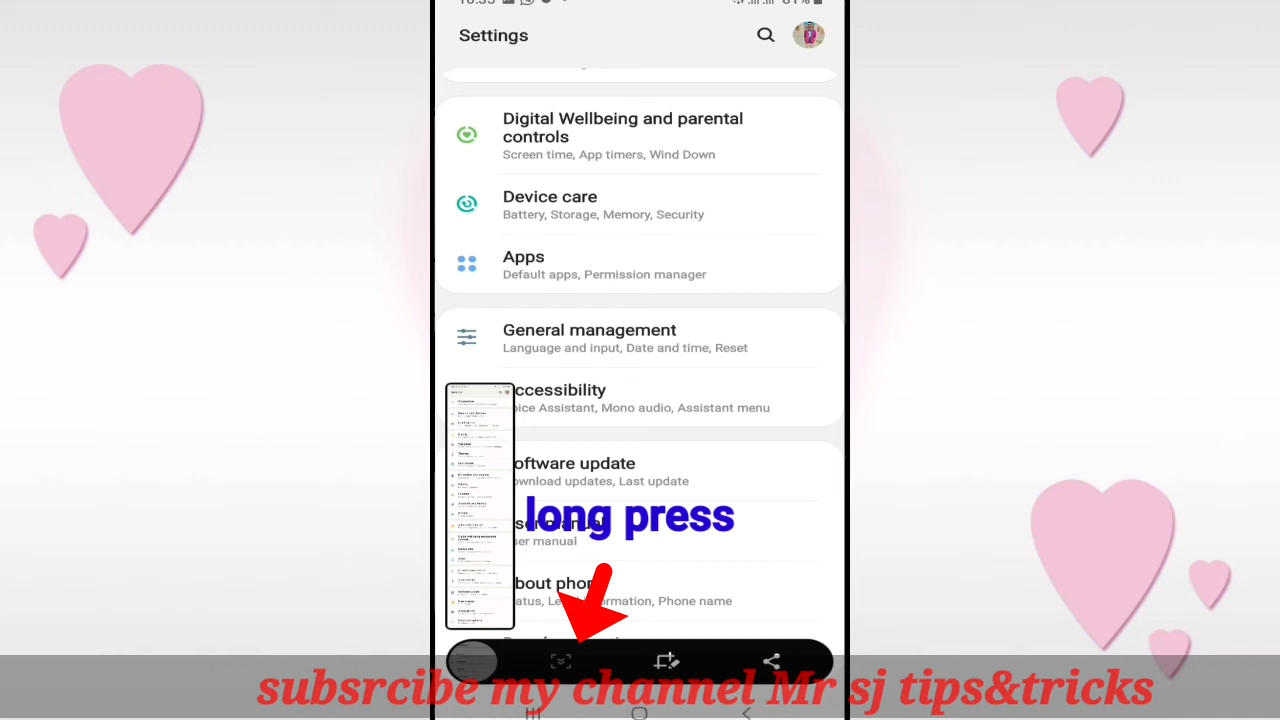 Settings
Digital Wellbeing and parental
controls
Screen time, App timers, Wind Down
Device care
Battery, Storage, Memory, Security
Apps
Default apps, Permission manager
General management
Language and input, Date and time, Reset
ccessibility
oice Assistant, Mono audio, Assistant menu
oftware update
ownload updates, Last update
long press
ser manual
bout phon
atus, Le
ormation, Phone name
subsrcibe my channel Mr sj tips&tricks